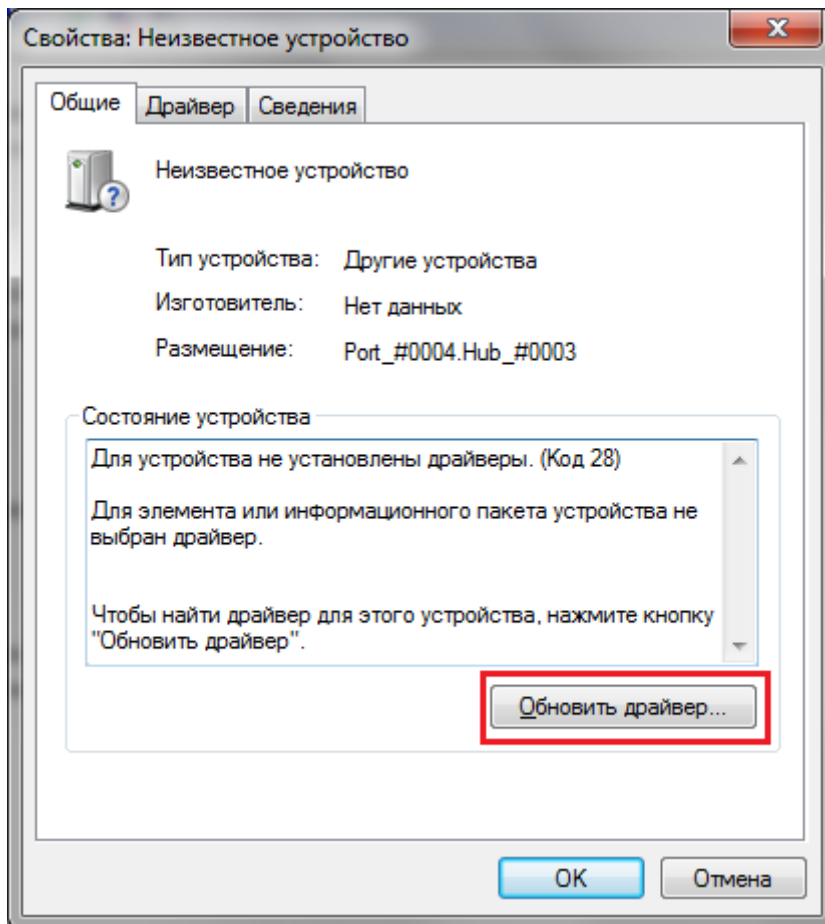 Свойства: Неизвестное устройство
Общие
Драйвер
Сведения
Неизвестное устройство
Тип устройства: Другие устройства
Изготовитель: Нет данных
Размещение: Port_#0004.Hub_#0003
Состояние устройства
Для устройства не установлены драйверы. (Код 28)
Для элемента или информационного пакета устройства не
выбран драйвер.
Чтобы найти драйвер для этого устройства, нажмите кнопку
"Обновить драйвер".
Обновить драйвер...
OK
Отмена